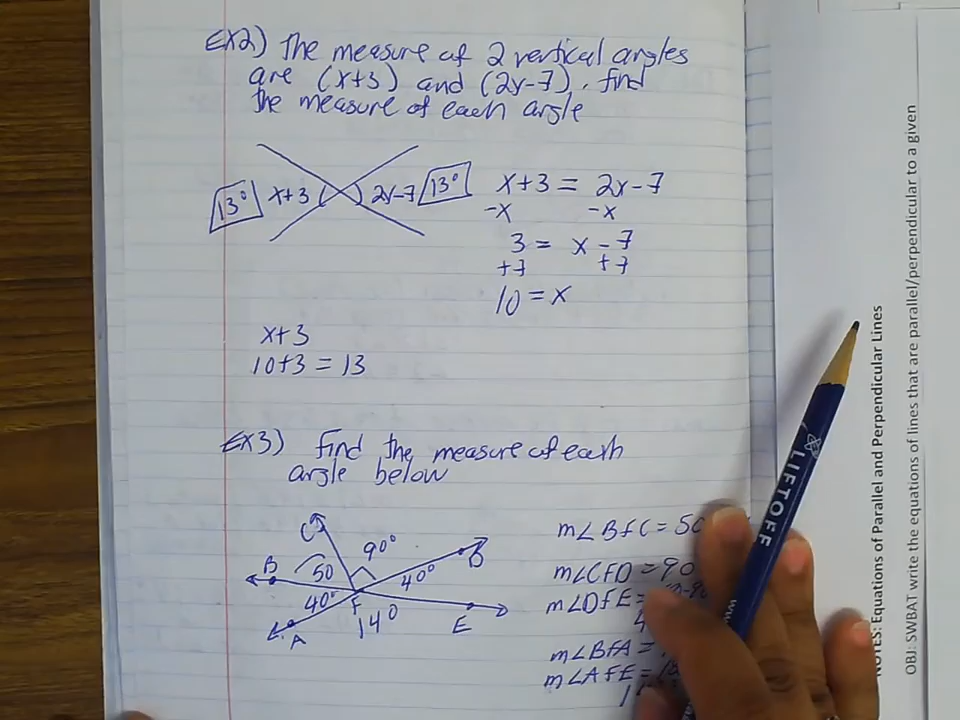 EX2) The measure of 2 vertical angles
are (x+3) and (2x-7). find
the measure of each angle
13° x+3 2x-7 13°
x+3 = 2x-7
-x -x
3 = x-7
+7 +7
10 = x
x+3
10+3 = 13
EX3) find the measure of each
angle below
C 90° D
B 50 40°
40° F
140 E
A
m∠BFC = 50
m∠CFD = 90
m∠DFE =
m∠BFA =
m∠AFE =
LIFTOFF
NOTES: Equations of Parallel and Perpendicular Lines
OBJ: SWBAT write the equations of lines that are parallel/perpendicular to a given